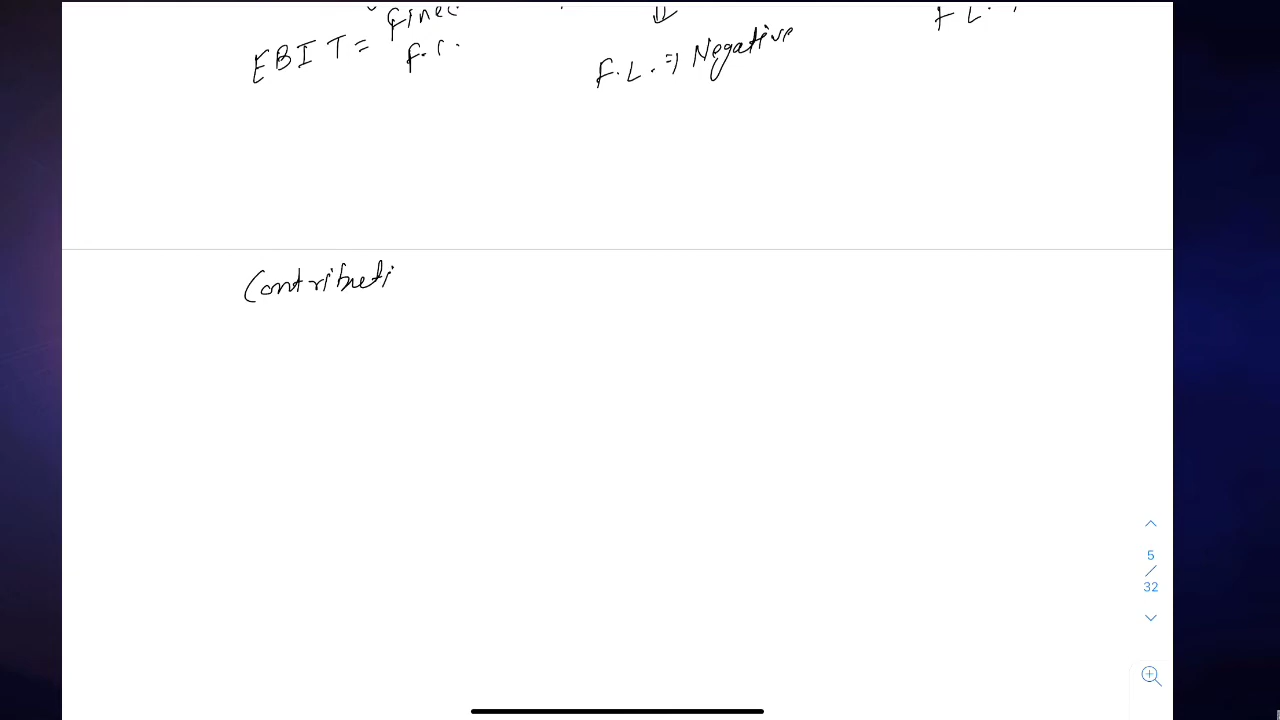 EBIT =
F.L. ⇒ Negative
Contributi
5
/
32